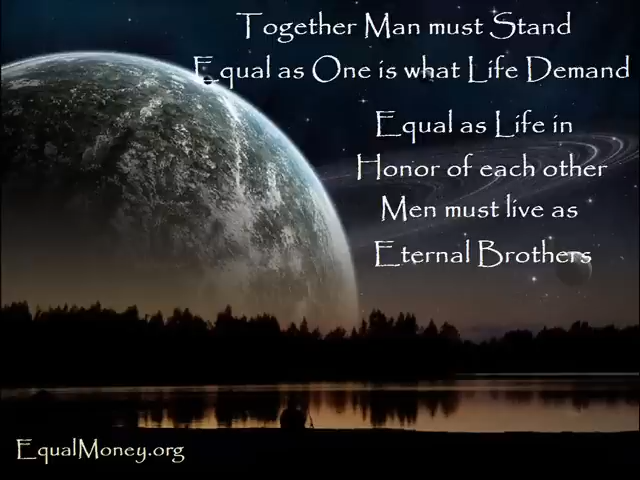 Together Man must Stand
Equal as One is what Life Demand
Equal as Life in
Honor of each other
Men must live as
Eternal Brothers
EqualMoney.org